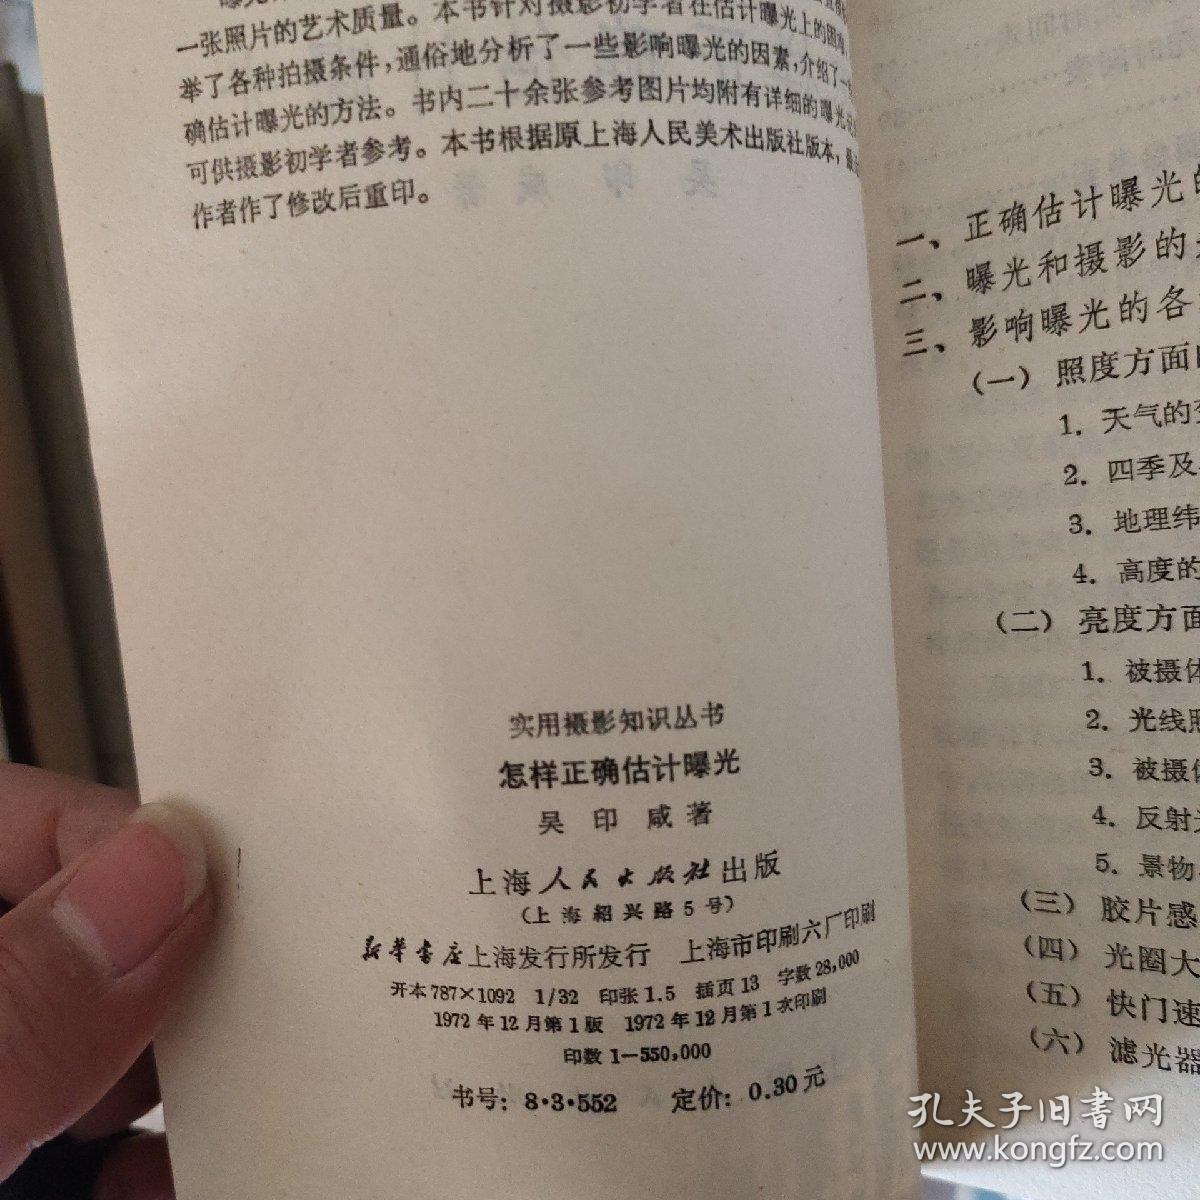 一张照片的艺术质量。本书针对摄影初学者在估计曝光上的困难，
举了各种拍摄条件，通俗地分析了一些影响曝光的因素，介绍了一
确估计曝光的方法。书内二十余张参考图片均附有详细的曝光
可供摄影初学者参考。本书根据原上海人民美术出版社版本，
作者作了修改后重印。
实用摄影知识丛书
怎样正确估计曝光
吴印咸著
上海人民出版社出版
（上海绍兴路5号）
新华书店上海发行所发行 上海市印刷六厂印刷
开本787×1092 1/32 印张1.5 插页13 字数28,000
1972年12月第1版 1972年12月第1次印刷
印数1—550,000
书号：8·3·552 定价：0.30元
一、正确估计曝光的
二、曝光和摄影的
三、影响曝光的各
（一）照度方面
1．天气的
2．四季及
3．地理纬
4．高度的
（二）亮度方面
1．被摄体
2．光线照
3．被摄体
4．反射光
5．景物
（三）胶片感
（四）光圈大
（五）快门速
（六）滤光器
孔夫子旧书网
www.kongfz.com